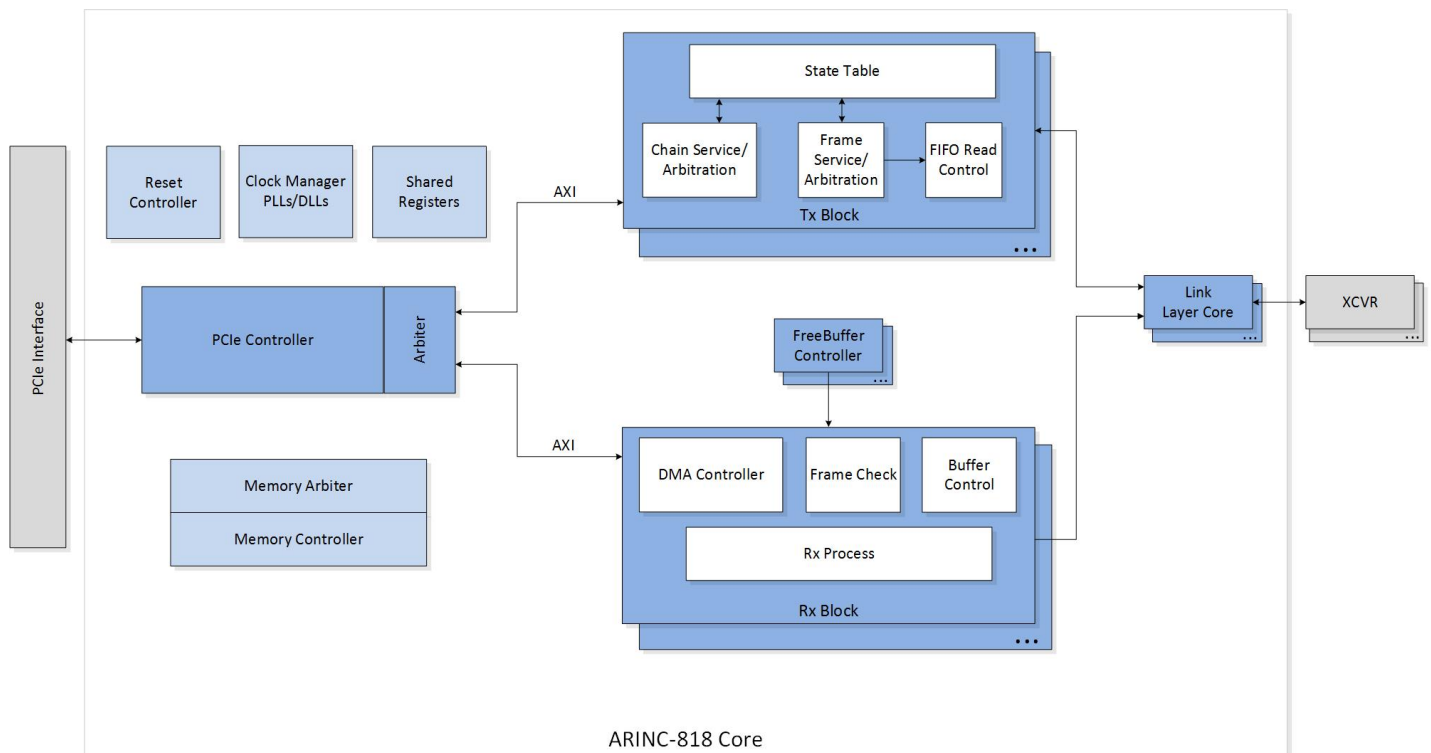 State Table
Chain Service/
Arbitration
Frame
Service/
Arbitration
FIFO Read
Control
Tx Block
...
Reset
Controller
Clock Manager
PLLs/DLLs
Shared
Registers
AXI
PCIe Interface
PCIe Controller
Arbiter
Link
Layer Core
...
XCVR
...
FreeBuffer
Controller
...
AXI
DMA Controller
Frame Check
Buffer
Control
Rx Process
Rx Block
...
Memory Arbiter
Memory Controller
ARINC-818 Core